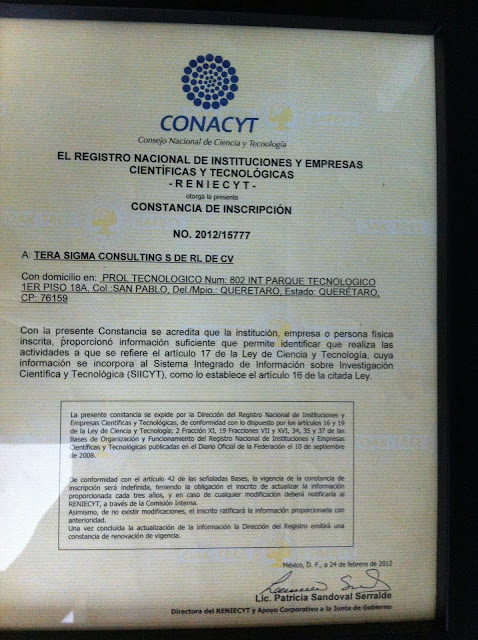 CONACYT
Consejo Nacional de Ciencia y Tecnología
EL REGISTRO NACIONAL DE INSTITUCIONES Y EMPRESAS
CIENTÍFICAS Y TECNOLÓGICAS
- R E N I E C Y T -
otorga la presente
CONSTANCIA DE INSCRIPCIÓN
NO. 2012/15777
A: TERA SIGMA CONSULTING S DE RL DE CV
Con domicilio en: PROL TECNOLOGICO Num: 802 INT PARQUE TECNOLOGICO
1ER PISO 18A, Col.:SAN PABLO, Del./Mpio.: QUERETARO, Estado: QUERÉTARO,
CP: 76159
Con la presente Constancia se acredita que la institución, empresa o persona física
inscrita, proporcionó información suficiente que permite identificar que realiza las
actividades a que se refiere el artículo 17 de la Ley de Ciencia y Tecnología, cuya
información se incorpora al Sistema Integrado de Información sobre Investigación
Científica y Tecnológica (SIICYT), como lo establece el artículo 16 de la citada Ley.
La presente constancia se expide por la Dirección del Registro Nacional de Instituciones y
Empresas Científicas y Tecnológicas, de conformidad con lo dispuesto por los artículos 16 y 19
de la Ley de Ciencia y Tecnología; 2 Fracción XI, 19 Fracciones VII y XVI, 34, 35 y 37 de las
Bases de Organización y Funcionamiento del Registro Nacional de Instituciones y Empresas
Científicas y Tecnológicas publicadas en el Diario Oficial de la Federación el 10 de septiembre
de 2008.
De conformidad con el artículo 42 de las señaladas Bases, la vigencia de la constancia de
inscripción será indefinida, teniendo la obligación el inscrito de actualizar la información
proporcionada cada tres años, y en caso de cualquier modificación deberá notificarla al
RENIECYT, a través de la Comisión Interna.
Asimismo, de no existir modificaciones, el inscrito ratificará la información proporcionada con
anterioridad.
Una vez concluida la actualización de la información la Dirección del Registro emitirá una
constancia de renovación de vigencia.
México, D. F., a 24 de febrero de 2012
Lic. Patricia Sandoval Serralde
Directora del RENIECYT y Apoyo Corporativo a la Junta de Gobierno